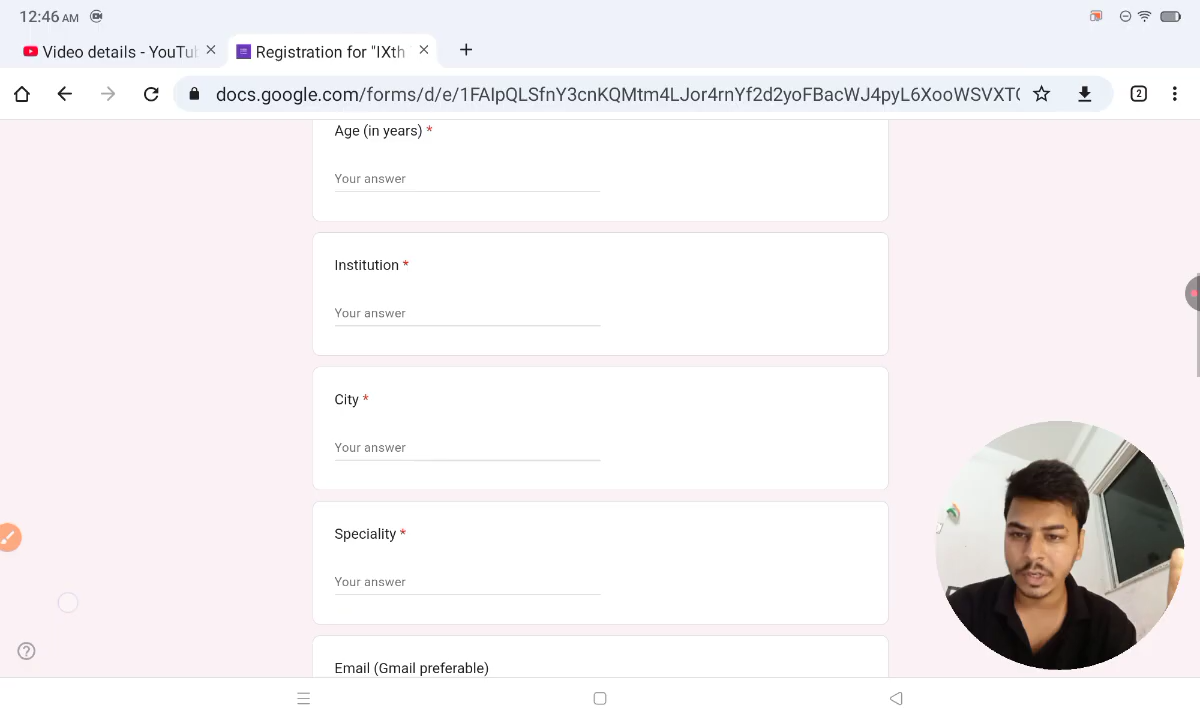 12:46 AM
Video details - YouTu
Registration for "IXth
docs.google.com/forms/d/e/1FAIpQLSfnY3cnKQMtm4LJor4rnYf2d2yoFBacWJ4pyL6XooWSVXT
2
Age (in years) *
Your answer
Institution *
Your answer
City *
Your answer
Speciality *
Your answer
Email (Gmail preferable)